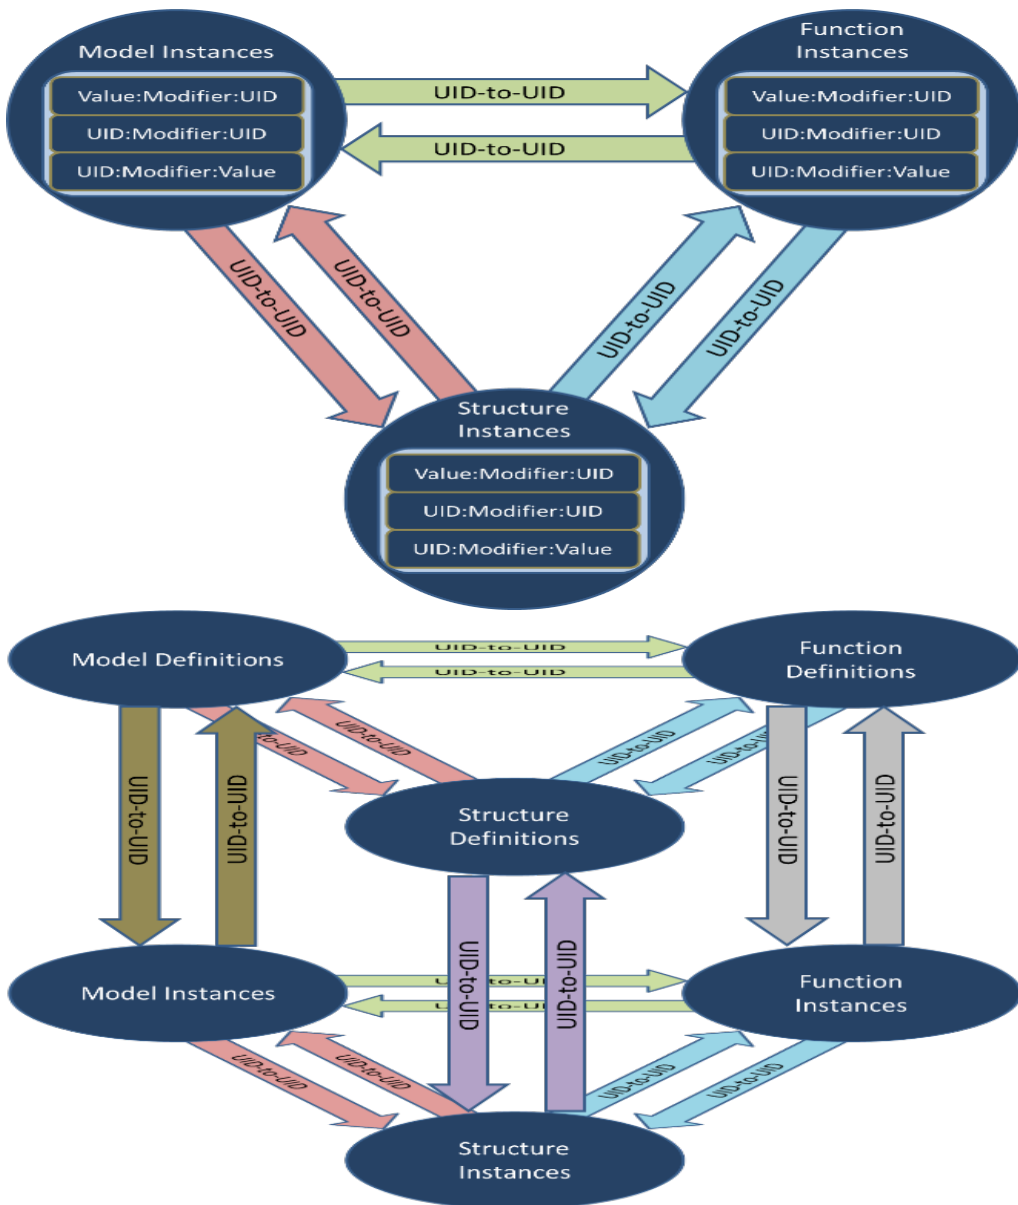 Model Instances
Value:Modifier:UID
UID:Modifier:UID
UID:Modifier:Value
Function
Instances
Value:Modifier:UID
UID:Modifier:UID
UID:Modifier:Value
UID-to-UID
UID-to-UID
UID-to-UID
UID-to-UID
UID-to-UID
UID-to-UID
Structure
Instances
Value:Modifier:UID
UID:Modifier:UID
UID:Modifier:Value
Model Definitions
UID-to-UID
UID-to-UID
Function
Definitions
to-UID
UID-to-UID
UID-to-UID
UID-to-UID
Structure
Definitions
UID-to-UID
UID-to-UID
UID-to-UID
UID-to-UID
UID-to-UID
UID-to-UID
Model Instances
UID-to-UID
UID-to-UID
Function
Instances
UID-to-UID
UID-to-UID
UID-to-UID
UID-to-UID
Structure
Instances